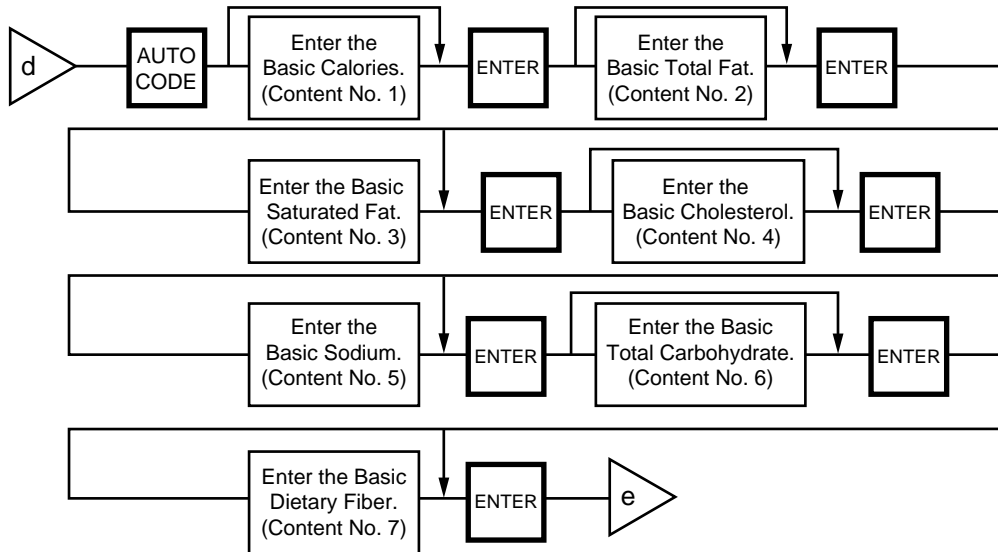 d
AUTO
CODE
Enter the
Basic Calories.
(Content No. 1)
ENTER
Enter the
Basic Total Fat.
(Content No. 2)
ENTER
Enter the Basic
Saturated Fat.
(Content No. 3)
ENTER
Enter the
Basic Cholesterol.
(Content No. 4)
ENTER
Enter the
Basic Sodium.
(Content No. 5)
ENTER
Enter the Basic
Total Carbohydrate.
(Content No. 6)
ENTER
Enter the Basic
Dietary Fiber.
(Content No. 7)
ENTER
e